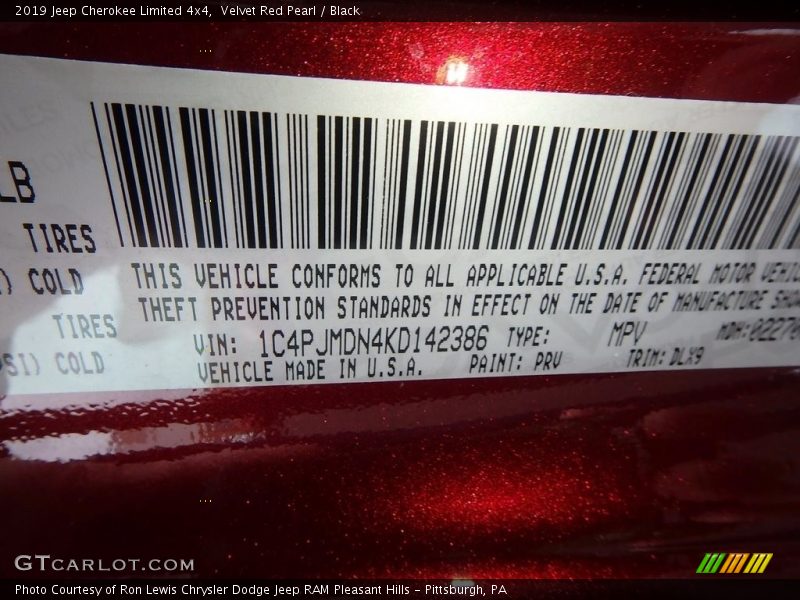 2019 Jeep Cherokee Limited 4x4, Velvet Red Pearl / Black
LB
TIRES
COLD
TIRES
COLD
THIS VEHICLE CONFORMS TO ALL APPLICABLE U.S.A. FEDERAL MOTOR
THEFT PREVENTION STANDARDS IN EFFECT ON THE DATE OF MANUFACTURE
VIN: 1C4PJMDN4KD142386 TYPE: MPV MDH:
VEHICLE MADE IN U.S.A. PAINT: PRV TRIM: DLX9
GTCARLOT.COM
Photo Courtesy of Ron Lewis Chrysler Dodge Jeep RAM Pleasant Hills - Pittsburgh, PA